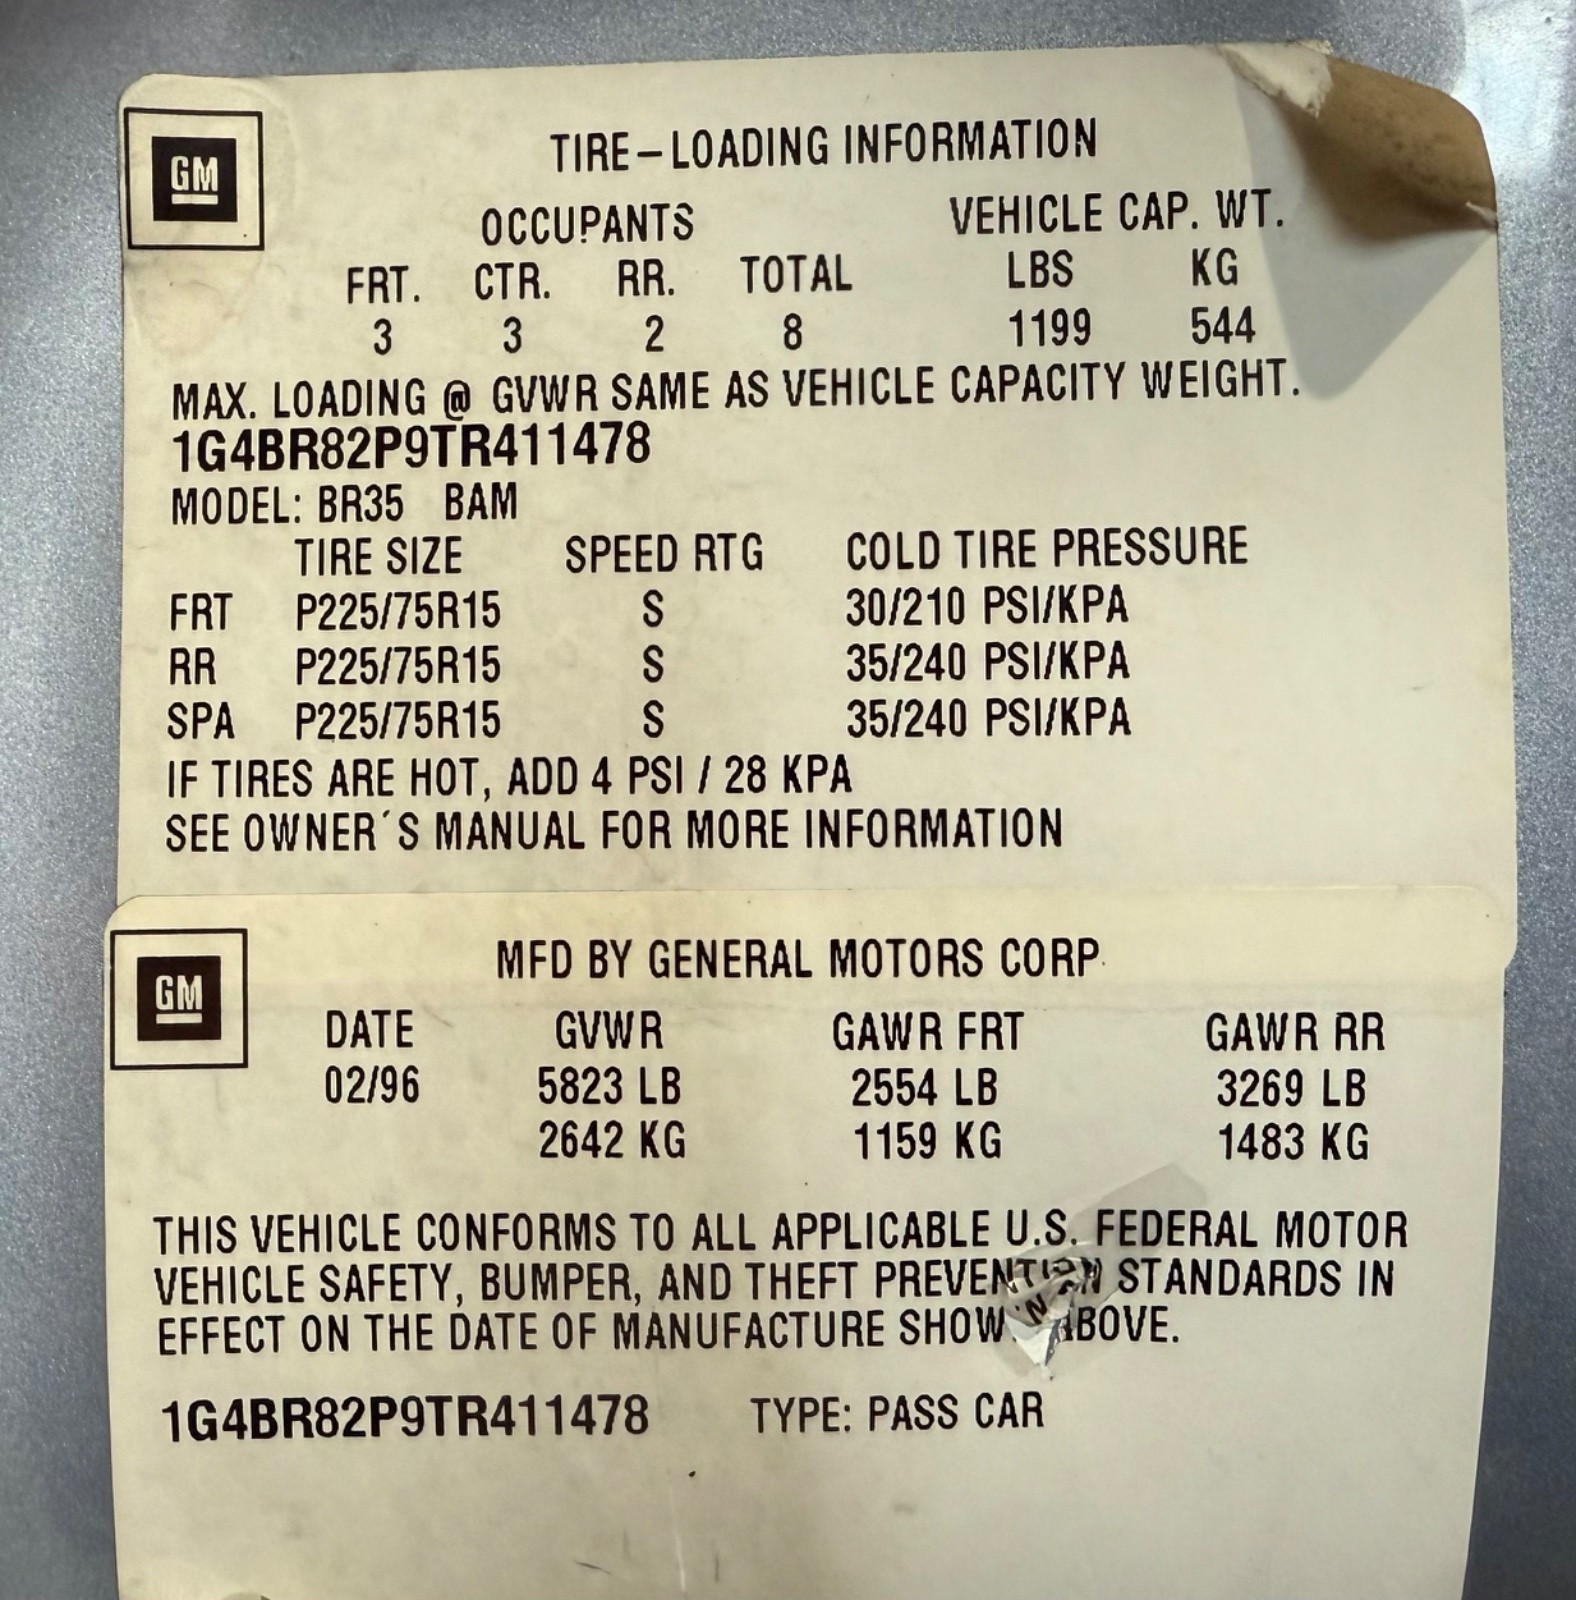 GM
TIRE-LOADING INFORMATION
OCCUPANTS VEHICLE CAP. WT.
FRT. CTR. RR. TOTAL LBS KG
3 3 2 8 1199 544
MAX. LOADING @ GVWR SAME AS VEHICLE CAPACITY WEIGHT.
1G4BR82P9TR411478
MODEL: BR35 BAM
TIRE SIZE SPEED RTG COLD TIRE PRESSURE
FRT P225/75R15 S 30/210 PSI/KPA
RR P225/75R15 S 35/240 PSI/KPA
SPA P225/75R15 S 35/240 PSI/KPA
IF TIRES ARE HOT, ADD 4 PSI / 28 KPA
SEE OWNER´S MANUAL FOR MORE INFORMATION
GM
MFD BY GENERAL MOTORS CORP
DATE GVWR GAWR FRT GAWR RR
02/96 5823 LB 2554 LB 3269 LB
2642 KG 1159 KG 1483 KG
THIS VEHICLE CONFORMS TO ALL APPLICABLE U.S. FEDERAL MOTOR
VEHICLE SAFETY, BUMPER, AND THEFT PREVENTION STANDARDS IN
EFFECT ON THE DATE OF MANUFACTURE SHOWN ABOVE.
1G4BR82P9TR411478 TYPE: PASS CAR